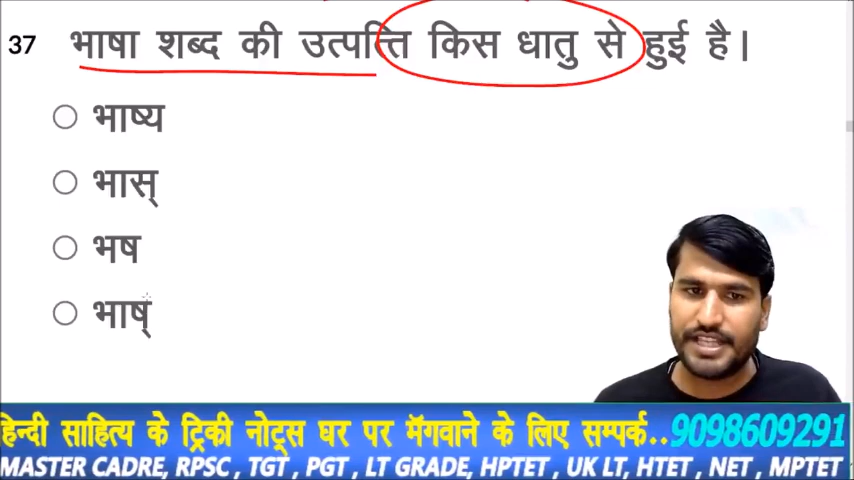 37 भाषा शब्द की उत्पत्ति किस धातु से हुई है।
भाष्य
भास्
भष
भाष्
हिन्दी साहित्य के ट्रिकी नोट्स घर पर मॅगवाने के लिए सम्पर्क..9098609291
MASTER CADRE, RPSC, TGT, PGT, LT GRADE, HPTET, UK LT, HTET, NET, MPTET